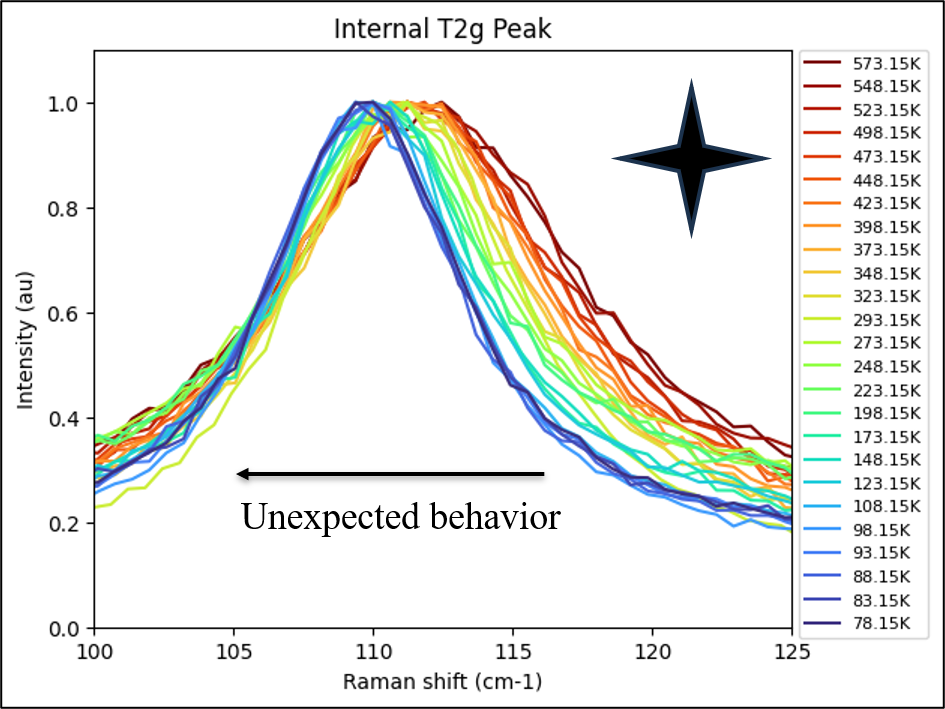 Internal T2g Peak
Intensity (au)
1.0
0.8
0.6
0.4
0.2
0.0
100 105 110 115 120 125
Raman shift (cm-1)
Unexpected behavior
573.15K
548.15K
523.15K
498.15K
473.15K
448.15K
423.15K
398.15K
373.15K
348.15K
323.15K
293.15K
273.15K
248.15K
223.15K
198.15K
173.15K
148.15K
123.15K
108.15K
98.15K
93.15K
88.15K
83.15K
78.15K